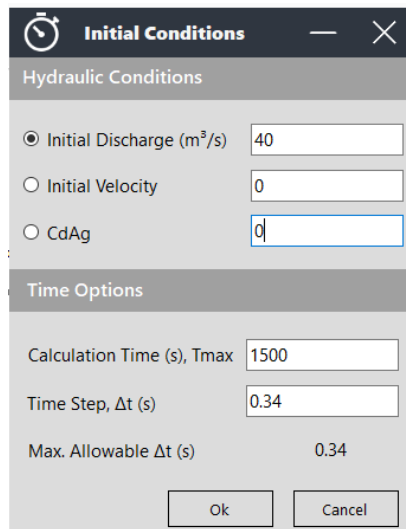 Initial Conditions
Hydraulic Conditions
Initial Discharge (m³/s) 40
Initial Velocity 0
CdAg 0
Time Options
Calculation Time (s), Tmax 1500
Time Step, Δt (s) 0.34
Max. Allowable Δt (s) 0.34
Ok Cancel